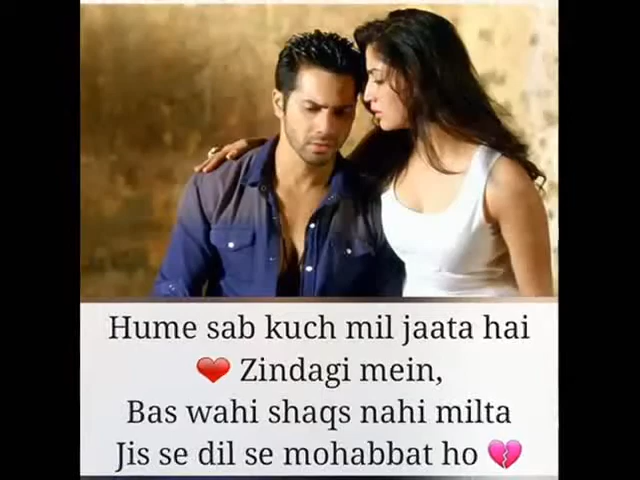 Hume sab kuch mil jaata hai
❤️ Zindagi mein,
Bas wahi shaqs nahi milta
Jis se dil se mohabbat ho 💔